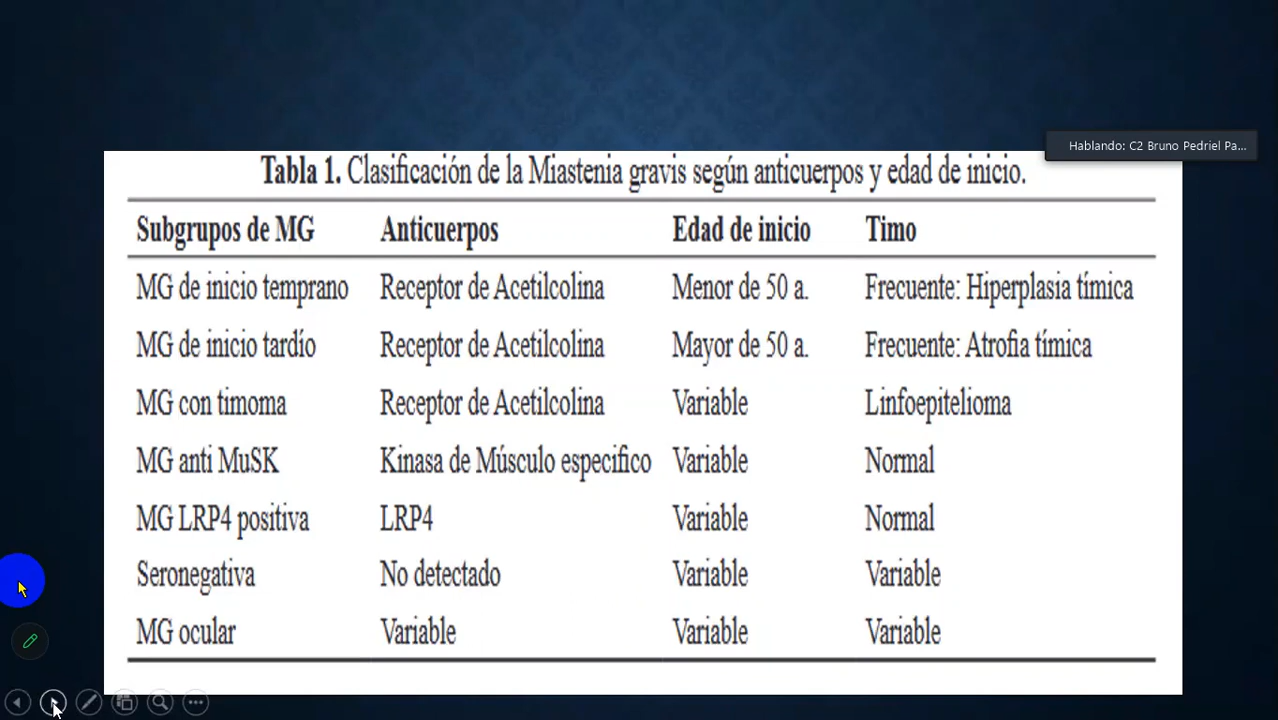 Hablando: C2 Bruno Pedriel Pa...
Tabla 1. Clasificación de la Miastenia gravis según anticuerpos y edad de inicio.
Subgrupos de MG Anticuerpos Edad de inicio Timo
MG de inicio temprano Receptor de Acetilcolina Menor de 50 a. Frecuente: Hiperplasia tímica
MG de inicio tardío Receptor de Acetilcolina Mayor de 50 a. Frecuente: Atrofia tímica
MG con timoma Receptor de Acetilcolina Variable Linfoepitelioma
MG anti MuSK Kinasa de Músculo especifico Variable Normal
MG LRP4 positiva LRP4 Variable Normal
Seronegativa No detectado Variable Variable
MG ocular Variable Variable Variable